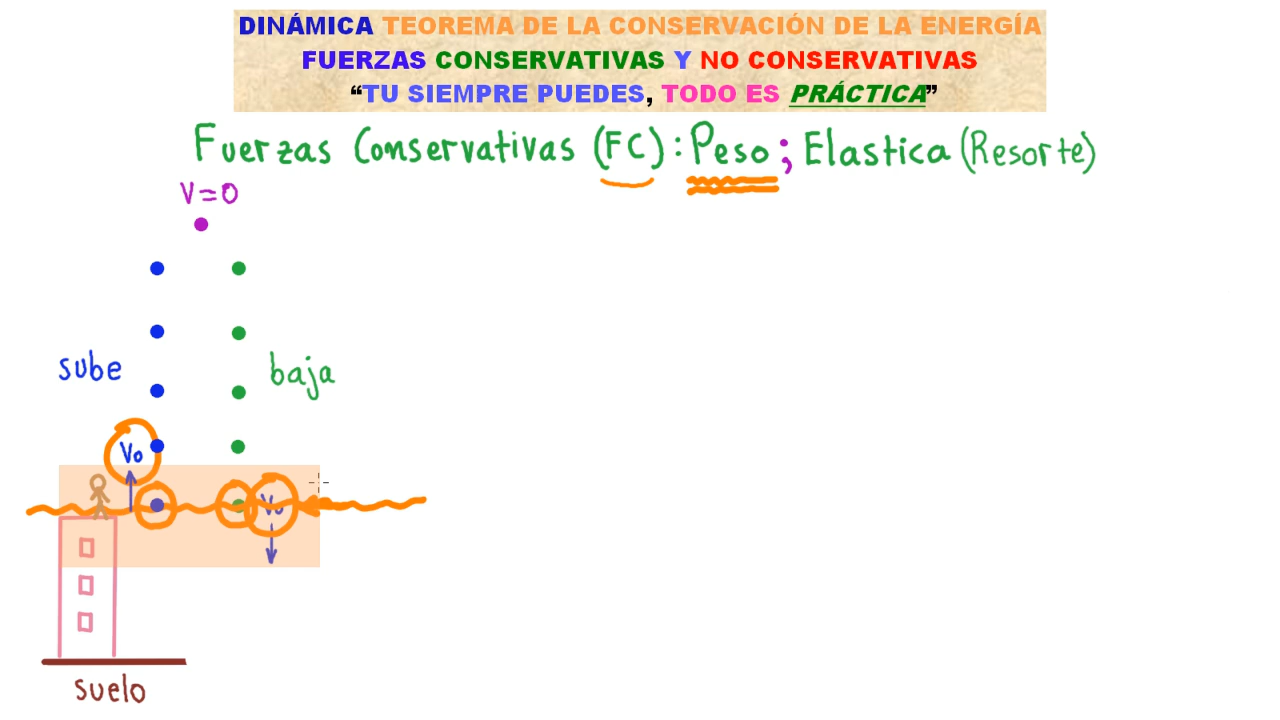 DINÁMICA TEOREMA DE LA CONSERVACIÓN DE LA ENERGÍA
FUERZAS CONSERVATIVAS Y NO CONSERVATIVAS
“TU SIEMPRE PUEDES, TODO ES PRÁCTICA”
Fuerzas Conservativas (FC): Peso; Elastica (Resorte)
V=0
sube
baja
Vo
Vo
suelo